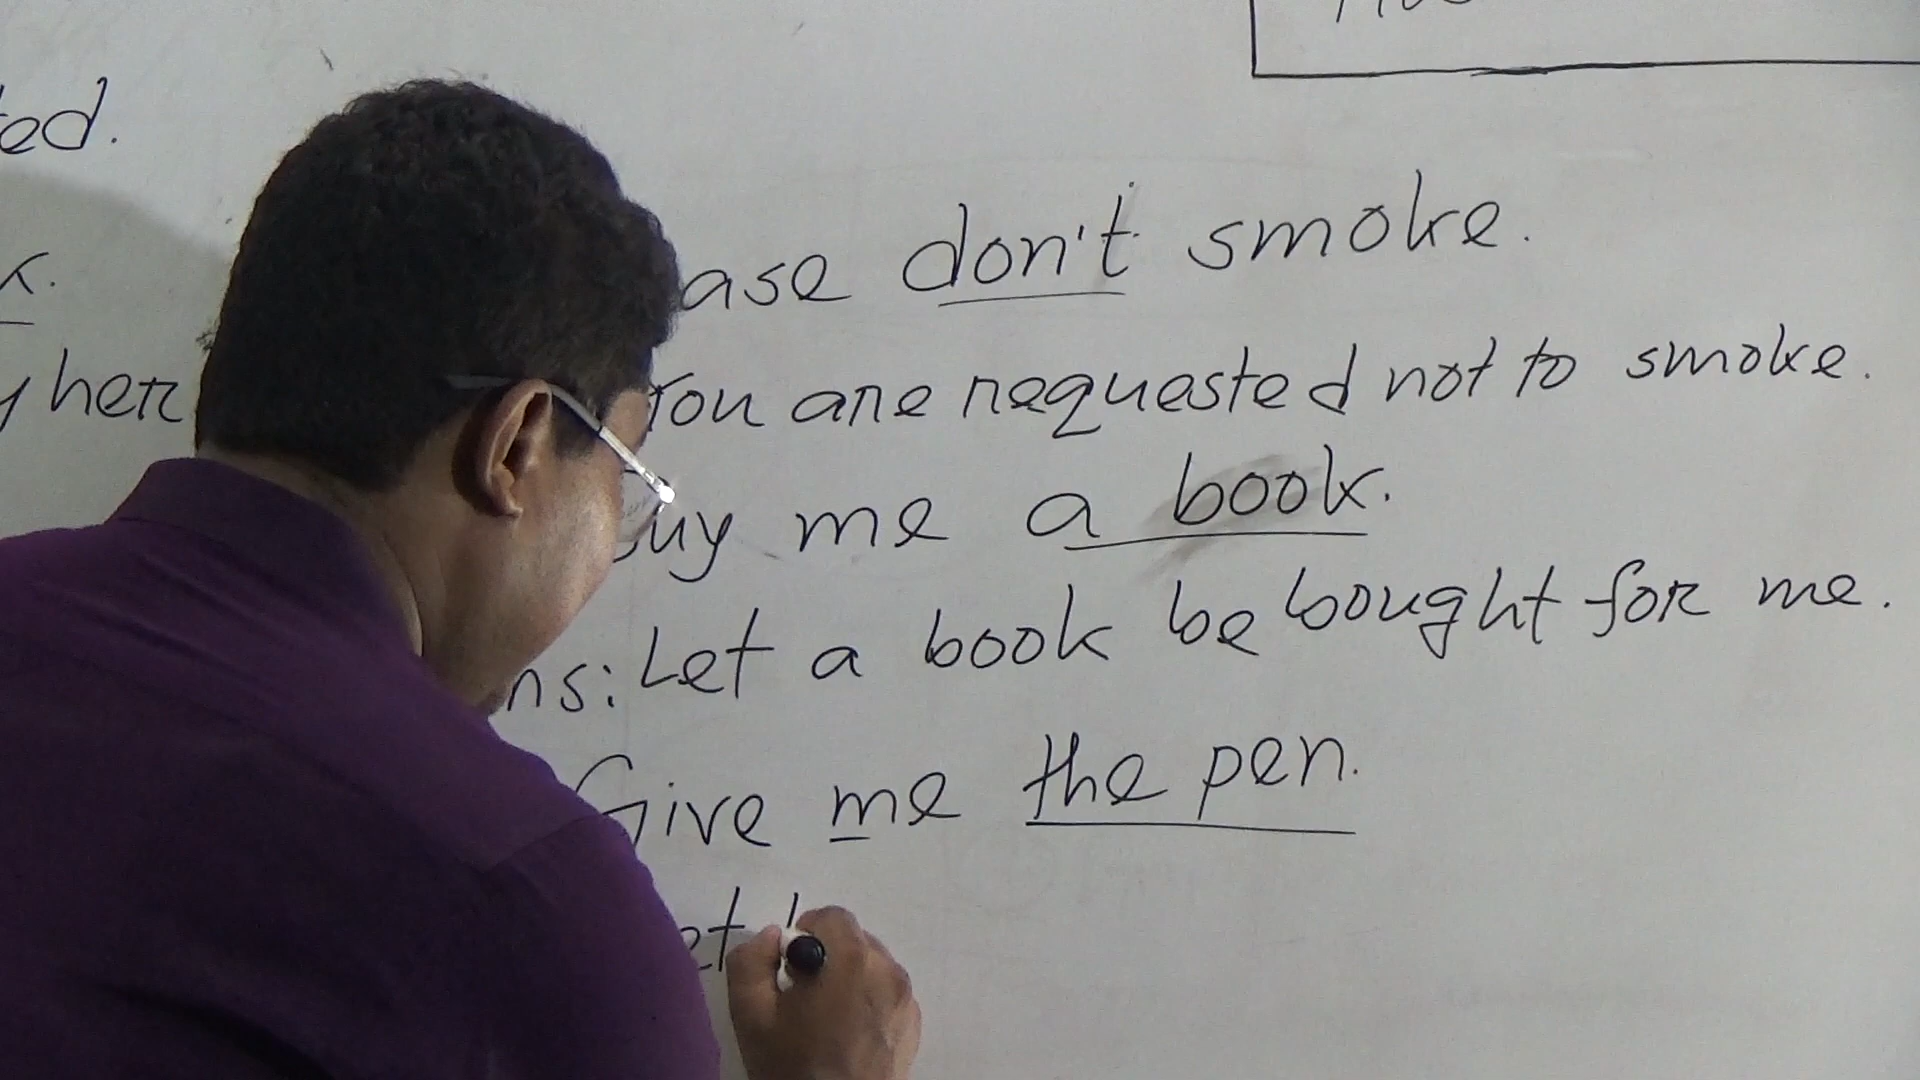 ted.
ase don't smoke.
k.
y her You are requested not to smoke.
uy me a book.
ns: Let a book be bought for me.
Give me the pen.
et